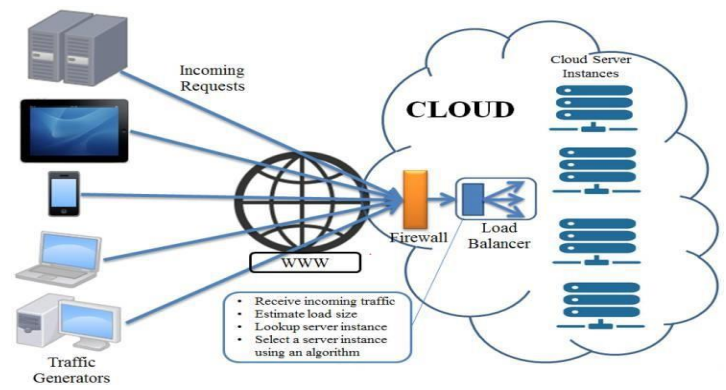 Incoming
Requests
Cloud Server
Instances
CLOUD
Firewall
Load
Balancer
WWW
• Receive incoming traffic
• Estimate load size
• Lookup server instance
• Select a server instance
using an algorithm
Traffic
Generators